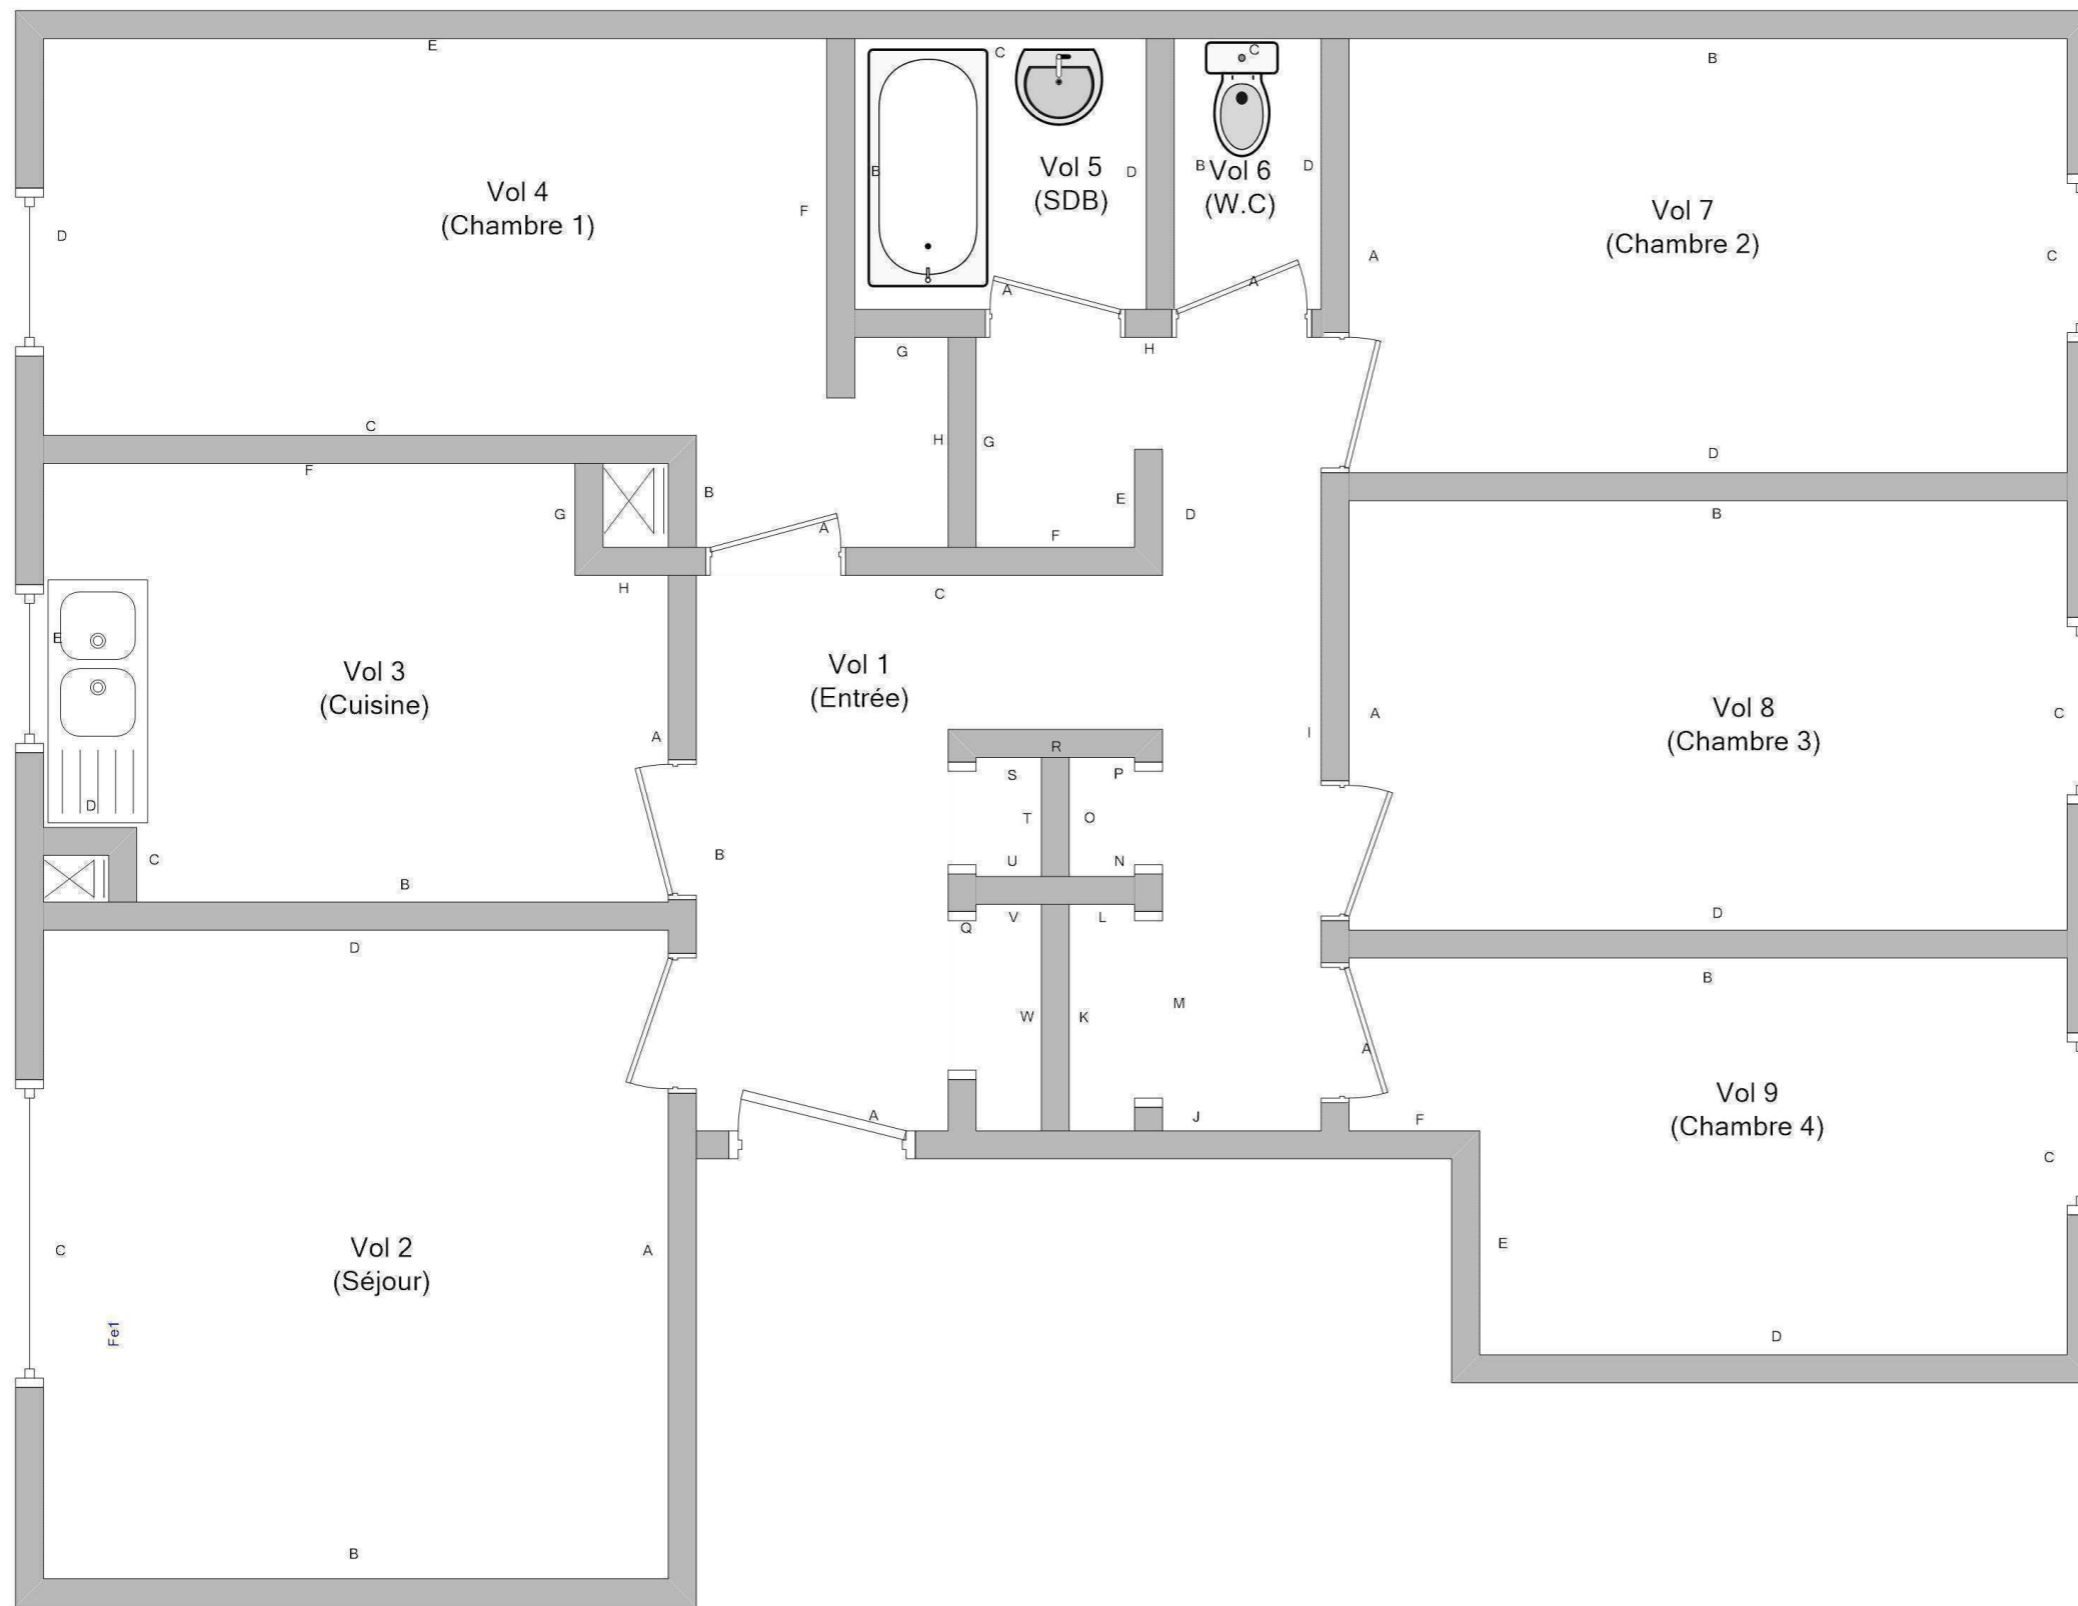 E
C
C
B
Vol 4
(Chambre 1)
D
F
B
Vol 5
(SDB)
D
B
Vol 6
(W.C)
D
Vol 7
(Chambre 2)
A
C
A
A
G
H
C
F
H
G
D
B
G
B
A
E
D
F
B
H
C
E
Vol 3
(Cuisine)
Vol 1
(Entrée)
A
R
I
A
Vol 8
(Chambre 3)
C
S
P
D
T
O
C
B
U
N
B
D
Q
V
L
D
B
W
K
M
A
A
J
F
Vol 9
(Chambre 4)
C
Vol 2
(Séjour)
C
A
E
Fe1
D
B